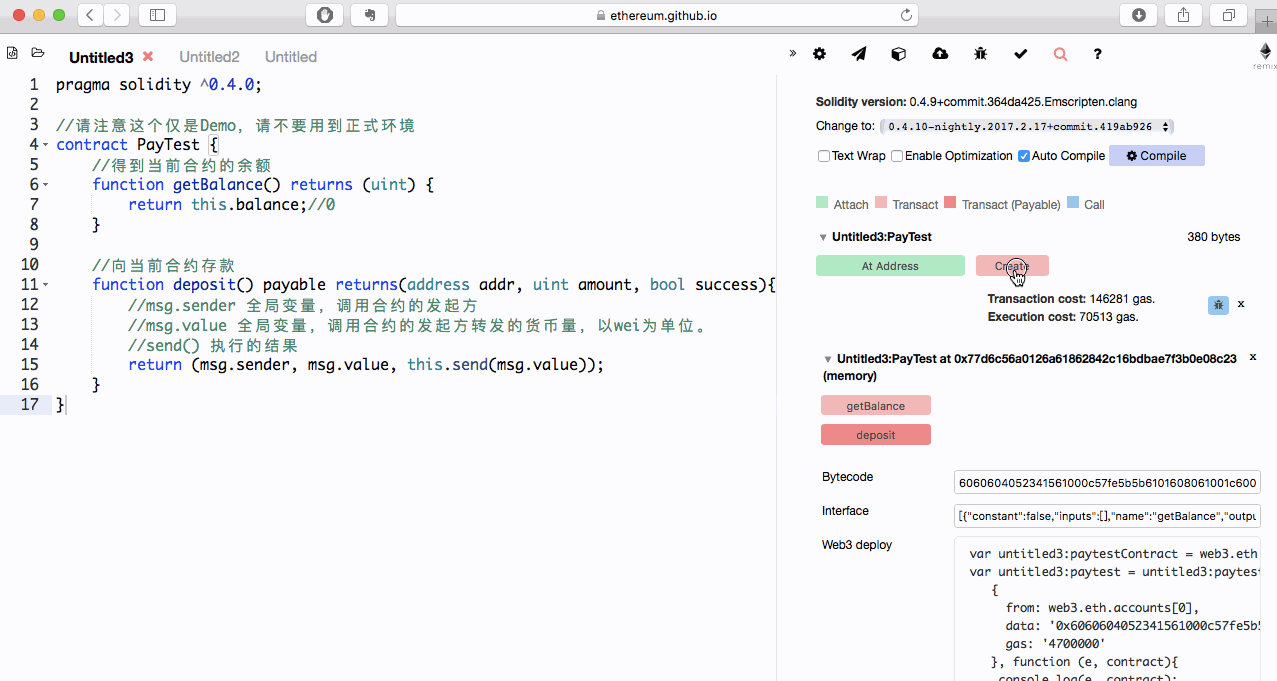 ethereum.github.io
Untitled3
Untitled2
Untitled
? 
remix
1 pragma solidity ^0.4.0;
2
3 //请注意这个仅是Demo，请不要用到正式环境
4 contract PayTest {
5 //得到当前合约的余额
6 function getBalance() returns (uint) {
7 return this.balance;//0
8 }
9
10 //向当前合约存款
11 function deposit() payable returns(address addr, uint amount, bool success){
12 //msg.sender 全局变量，调用合约的发起方
13 //msg.value 全局变量，调用合约的发起方转发的货币量，以wei为单位。
14 //send() 执行的结果
15 return (msg.sender, msg.value, this.send(msg.value));
16 }
17 }
Solidity version: 0.4.9+commit.364da425.Emscripten.clang
Change to: 0.4.10-nightly.2017.2.17+commit.419ab926
Text Wrap Enable Optimization Auto Compile Compile
Attach Transact Transact (Payable) Call
Untitled3:PayTest 380 bytes
At Address Create
Transaction cost: 146281 gas.
Execution cost: 70513 gas.
x
Untitled3:PayTest at 0x77d6c56a0126a61862842c16bdbae7f3b0e08c23 x
(memory)
getBalance
deposit
Bytecode 6060604052341561000c57fe5b5b6101608061001c600
Interface [{"constant":false,"inputs":[],"name":"getBalance","outpu
Web3 deploy
var untitled3:paytestContract = web3.eth
var untitled3:paytest = untitled3:paytest
{
from: web3.eth.accounts[0],
data: '0x6060604052341561000c57fe5b5
gas: '4700000'
}, function (e, contract){
console.log(e, contract);